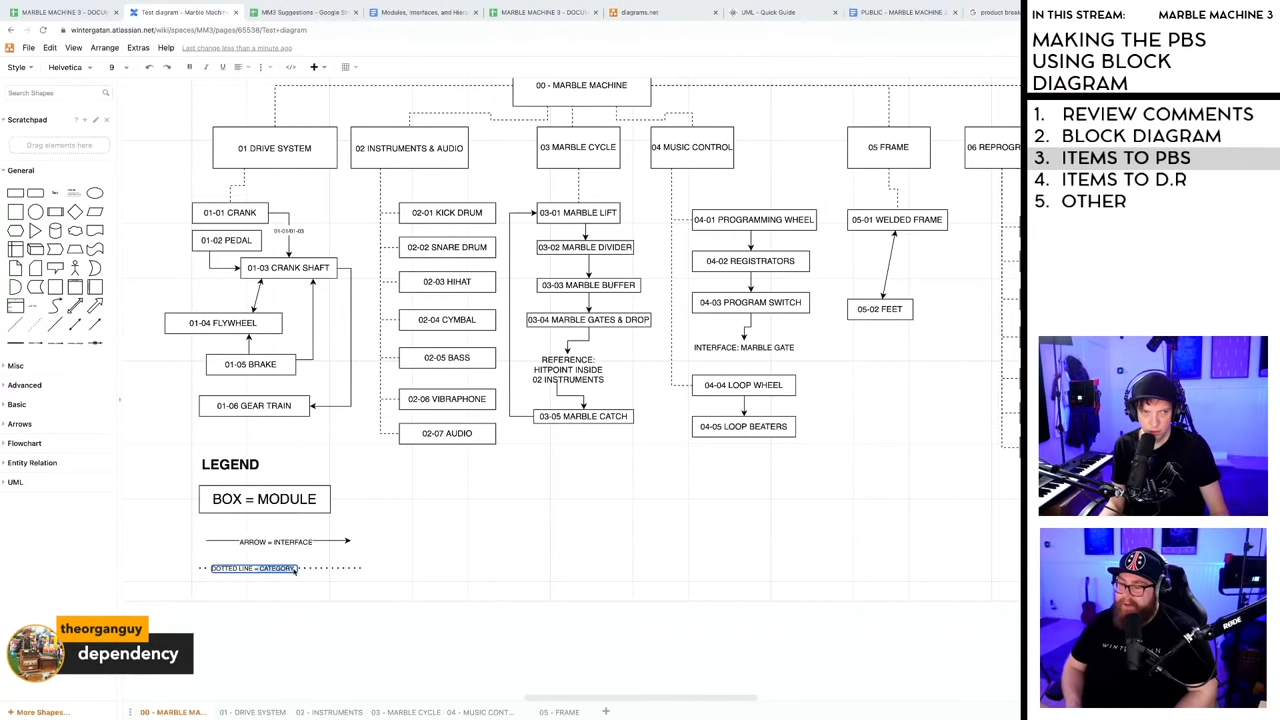 MARBLE MACHINE 3 - DOCU
Test diagram - Marble Machi
MM3 Suggestions - Google Sh
Modules, Interfaces, and Hiera
MARBLE MACHINE 3 - DOCU
diagrams.net
UML - Quick Guide
PUBLIC - MARBLE MACHINE
product break
wintergatan.atlassian.net/wiki/spaces/MM3/pages/65538/Test+diagram
File Edit View Arrange Extras Help Last change less than a minute ago
Style Helvetica 9 B I U
Search Shapes
Scratchpad
Drag elements here
General
Text
Misc
Advanced
Basic
Arrows
Flowchart
Entity Relation
UML
+ More Shapes...
00 - MARBLE MACHINE
01 DRIVE SYSTEM
02 INSTRUMENTS & AUDIO
03 MARBLE CYCLE
04 MUSIC CONTROL
05 FRAME
06 REPROGR
01-01 CRANK
01-01/01-03
01-02 PEDAL
01-03 CRANK SHAFT
01-04 FLYWHEEL
01-05 BRAKE
01-06 GEAR TRAIN
02-01 KICK DRUM
02-02 SNARE DRUM
02-03 HIHAT
02-04 CYMBAL
02-05 BASS
02-06 VIBRAPHONE
02-07 AUDIO
03-01 MARBLE LIFT
03-02 MARBLE DIVIDER
03-03 MARBLE BUFFER
03-04 MARBLE GATES & DROP
REFERENCE:
HITPOINT INSIDE
02 INSTRUMENTS
03-05 MARBLE CATCH
04-01 PROGRAMMING WHEEL
04-02 REGISTRATORS
04-03 PROGRAM SWITCH
INTERFACE: MARBLE GATE
04-04 LOOP WHEEL
04-05 LOOP BEATERS
05-01 WELDED FRAME
05-02 FEET
LEGEND
BOX = MODULE
ARROW = INTERFACE
DOTTED LINE = CATEGORY
theorganguy
dependency
00 - MARBLE MA...
01 - DRIVE SYSTEM
02 - INSTRUMENTS
03 - MARBLE CYCLE
04 - MUSIC CONT...
05 - FRAME
IN THIS STREAM: MARBLE MACHINE 3
MAKING THE PBS
USING BLOCK
DIAGRAM
1. REVIEW COMMENTS
2. BLOCK DIAGRAM
3. ITEMS TO PBS
4. ITEMS TO D.R
5. OTHER
RØDE